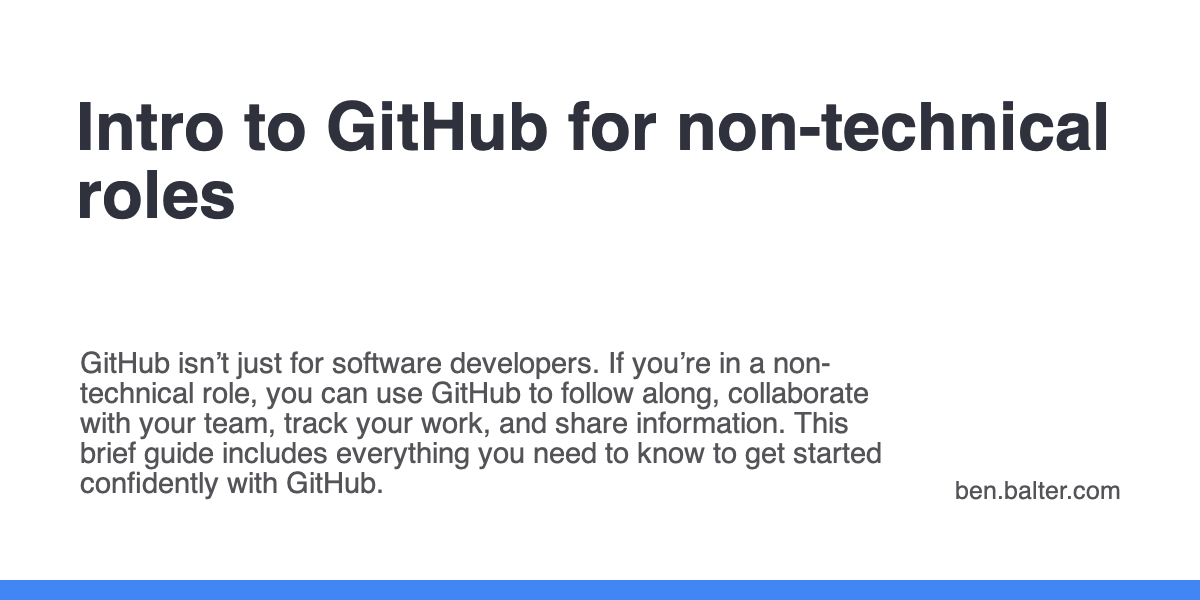 Intro to GitHub for non-technical
roles
GitHub isn’t just for software developers. If you’re in a non-
technical role, you can use GitHub to follow along, collaborate
with your team, track your work, and share information. This
brief guide includes everything you need to know to get started
confidently with GitHub.
ben.balter.com